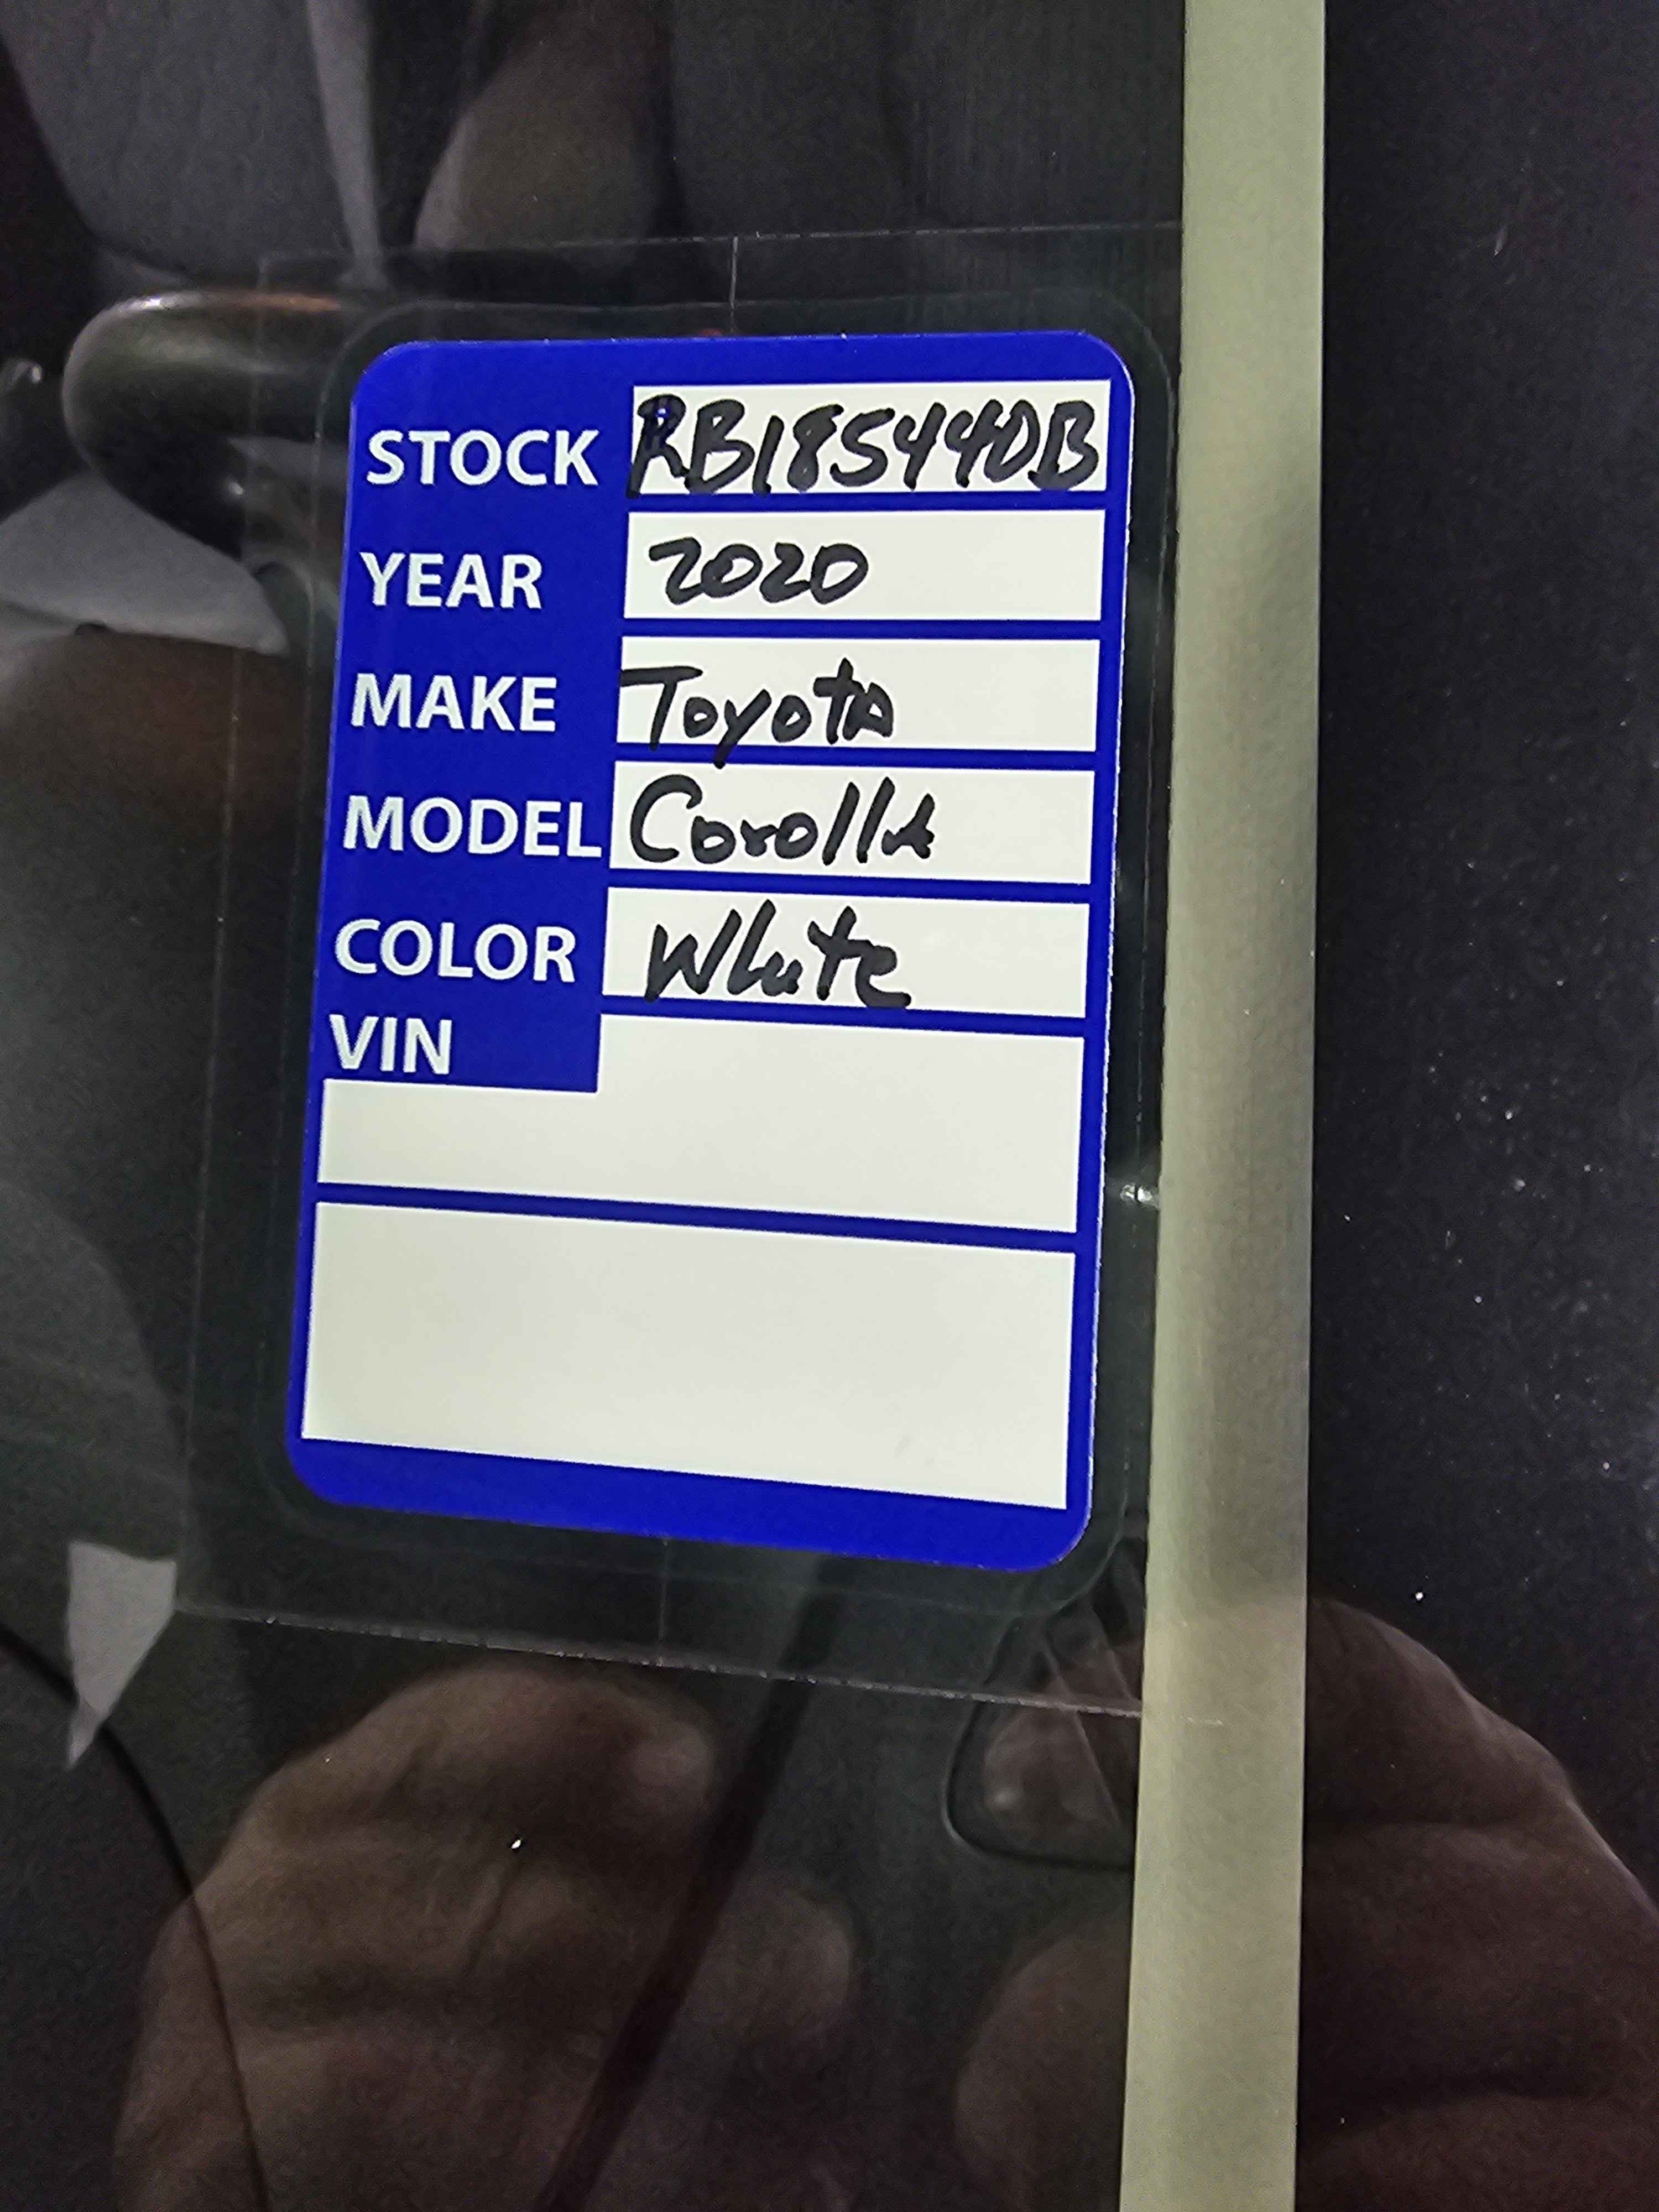 STOCK RB185440B
YEAR 2020
MAKE Toyota
MODEL Corolla
COLOR White
VIN